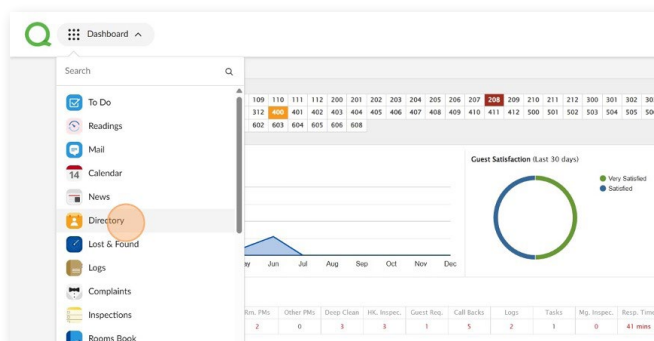 Dashboard
Search
To Do
Readings
Mail
14 Calendar
News
Directory
Lost & Found
Logs
Complaints
Inspections
Rooms Book
109 110 111 112 200 201 202 203 204 205 206 207 208 209 210 211 212 300 301 302
312 400 401 402 403 404 405 406 407 408 409 410 411 412 500 501 502 503 504 505
602 603 604 605 606 608
Guest Satisfaction (Last 30 days)
Very Satisfied
Satisfied
Jun Jul Aug Sep Oct Nov Dec
Rm. PMs Other PMs Deep Clean HK. Inspec. Guest Req. Call Backs Logs Tasks Mg. Inspec. Resp. Time
2 0 3 3 1 5 2 1 0 41 mins